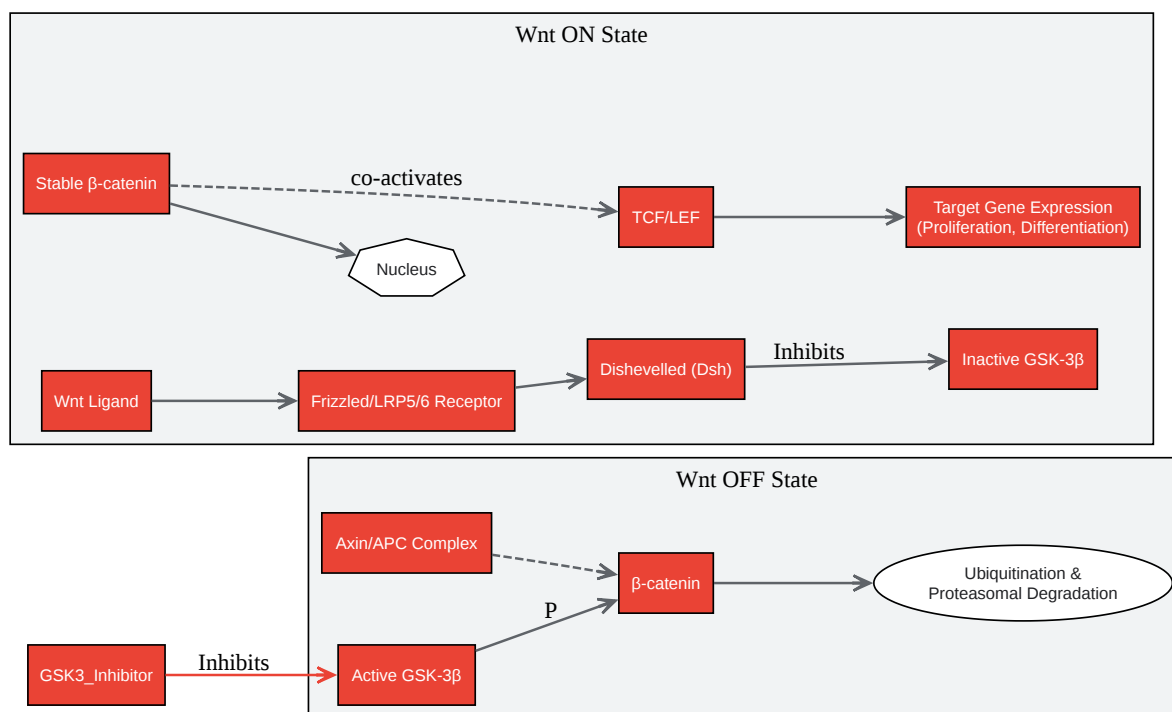 Wnt ON State
Stable β-catenin
co-activates
TCF/LEF
Target Gene Expression
(Proliferation, Differentiation)
Nucleus
Wnt Ligand
Frizzled/LRP5/6 Receptor
Dishevelled (Dsh)
Inhibits
Inactive GSK-3β
Wnt OFF State
Axin/APC Complex
β-catenin
Ubiquitination &
Proteasomal Degradation
P
GSK3_Inhibitor
Inhibits
Active GSK-3β